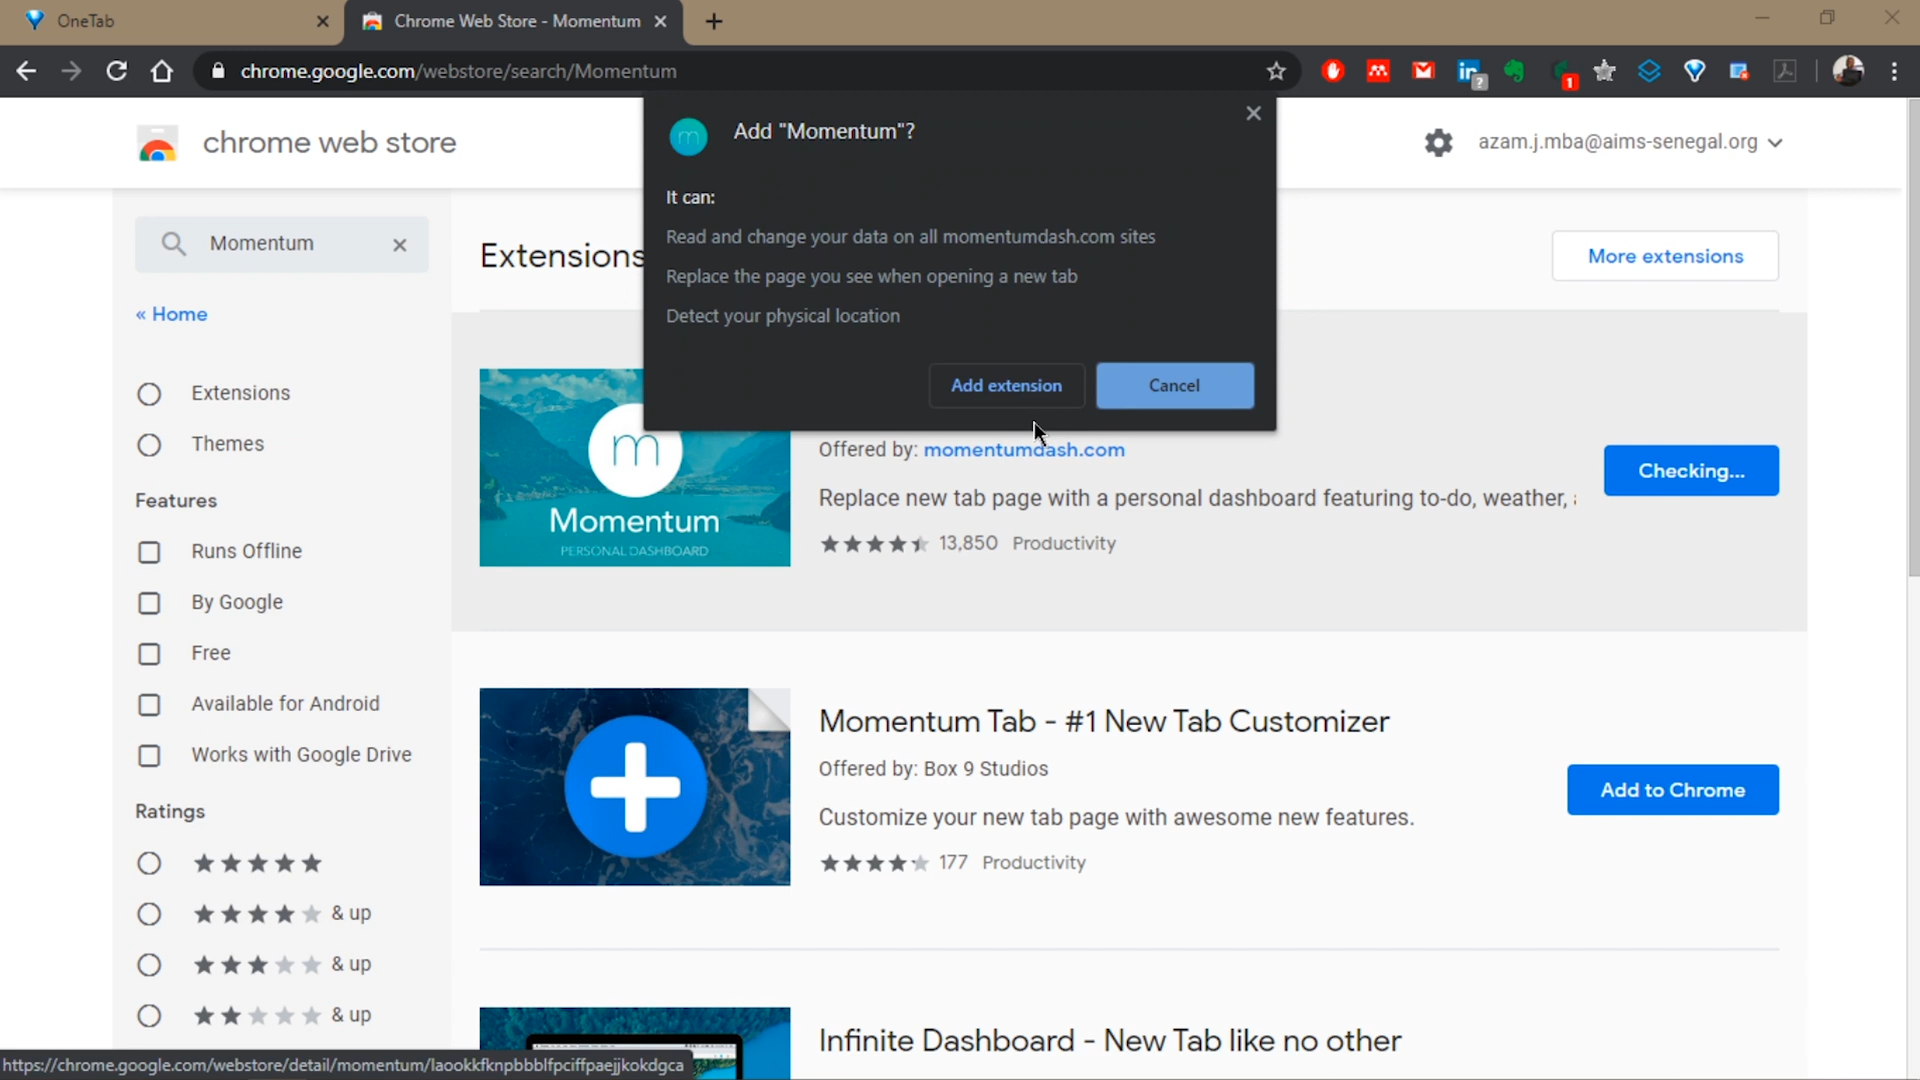 OneTab
Chrome Web Store - Momentum
chrome.google.com/webstore/search/Momentum
?
1
chrome web store
azam.j.mba@aims-senegal.org
Add "Momentum"?
It can:
Read and change your data on all momentumdash.com sites
Replace the page you see when opening a new tab
Detect your physical location
Add extension
Cancel
Momentum
« Home
Extensions
Themes
Features
Runs Offline
By Google
Free
Available for Android
Works with Google Drive
Ratings
& up
& up
& up
Extensions
More extensions
m
Momentum
PERSONAL DASHBOARD
Offered by: momentumdash.com
Replace new tab page with a personal dashboard featuring to-do, weather,
13,850 Productivity
Checking...
Momentum Tab - #1 New Tab Customizer
Offered by: Box 9 Studios
Customize your new tab page with awesome new features.
177 Productivity
Add to Chrome
Infinite Dashboard - New Tab like no other
https://chrome.google.com/webstore/detail/momentum/laookkfknpbbblfpciffpaejjkokdgca